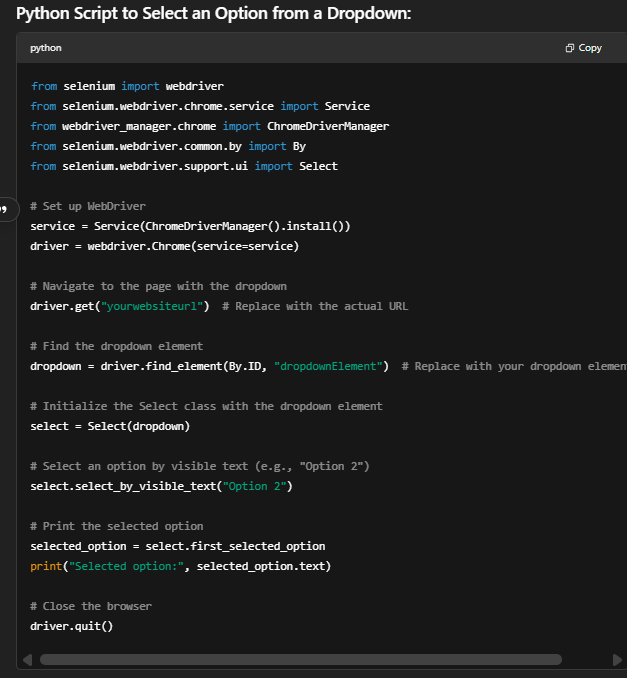 Python Script to Select an Option from a Dropdown:
python
Copy
from selenium import webdriver
from selenium.webdriver.chrome.service import Service
from webdriver_manager.chrome import ChromeDriverManager
from selenium.webdriver.common.by import By
from selenium.webdriver.support.ui import Select
# Set up WebDriver
service = Service(ChromeDriverManager().install())
driver = webdriver.Chrome(service=service)
# Navigate to the page with the dropdown
driver.get("yourwebsiteurl")  # Replace with the actual URL
# Find the dropdown element
dropdown = driver.find_element(By.ID, "dropdownElement")  # Replace with your dropdown elemen
# Initialize the Select class with the dropdown element
select = Select(dropdown)
# Select an option by visible text (e.g., "Option 2")
select.select_by_visible_text("Option 2")
# Print the selected option
selected_option = select.first_selected_option
print("Selected option:", selected_option.text)
# Close the browser
driver.quit()